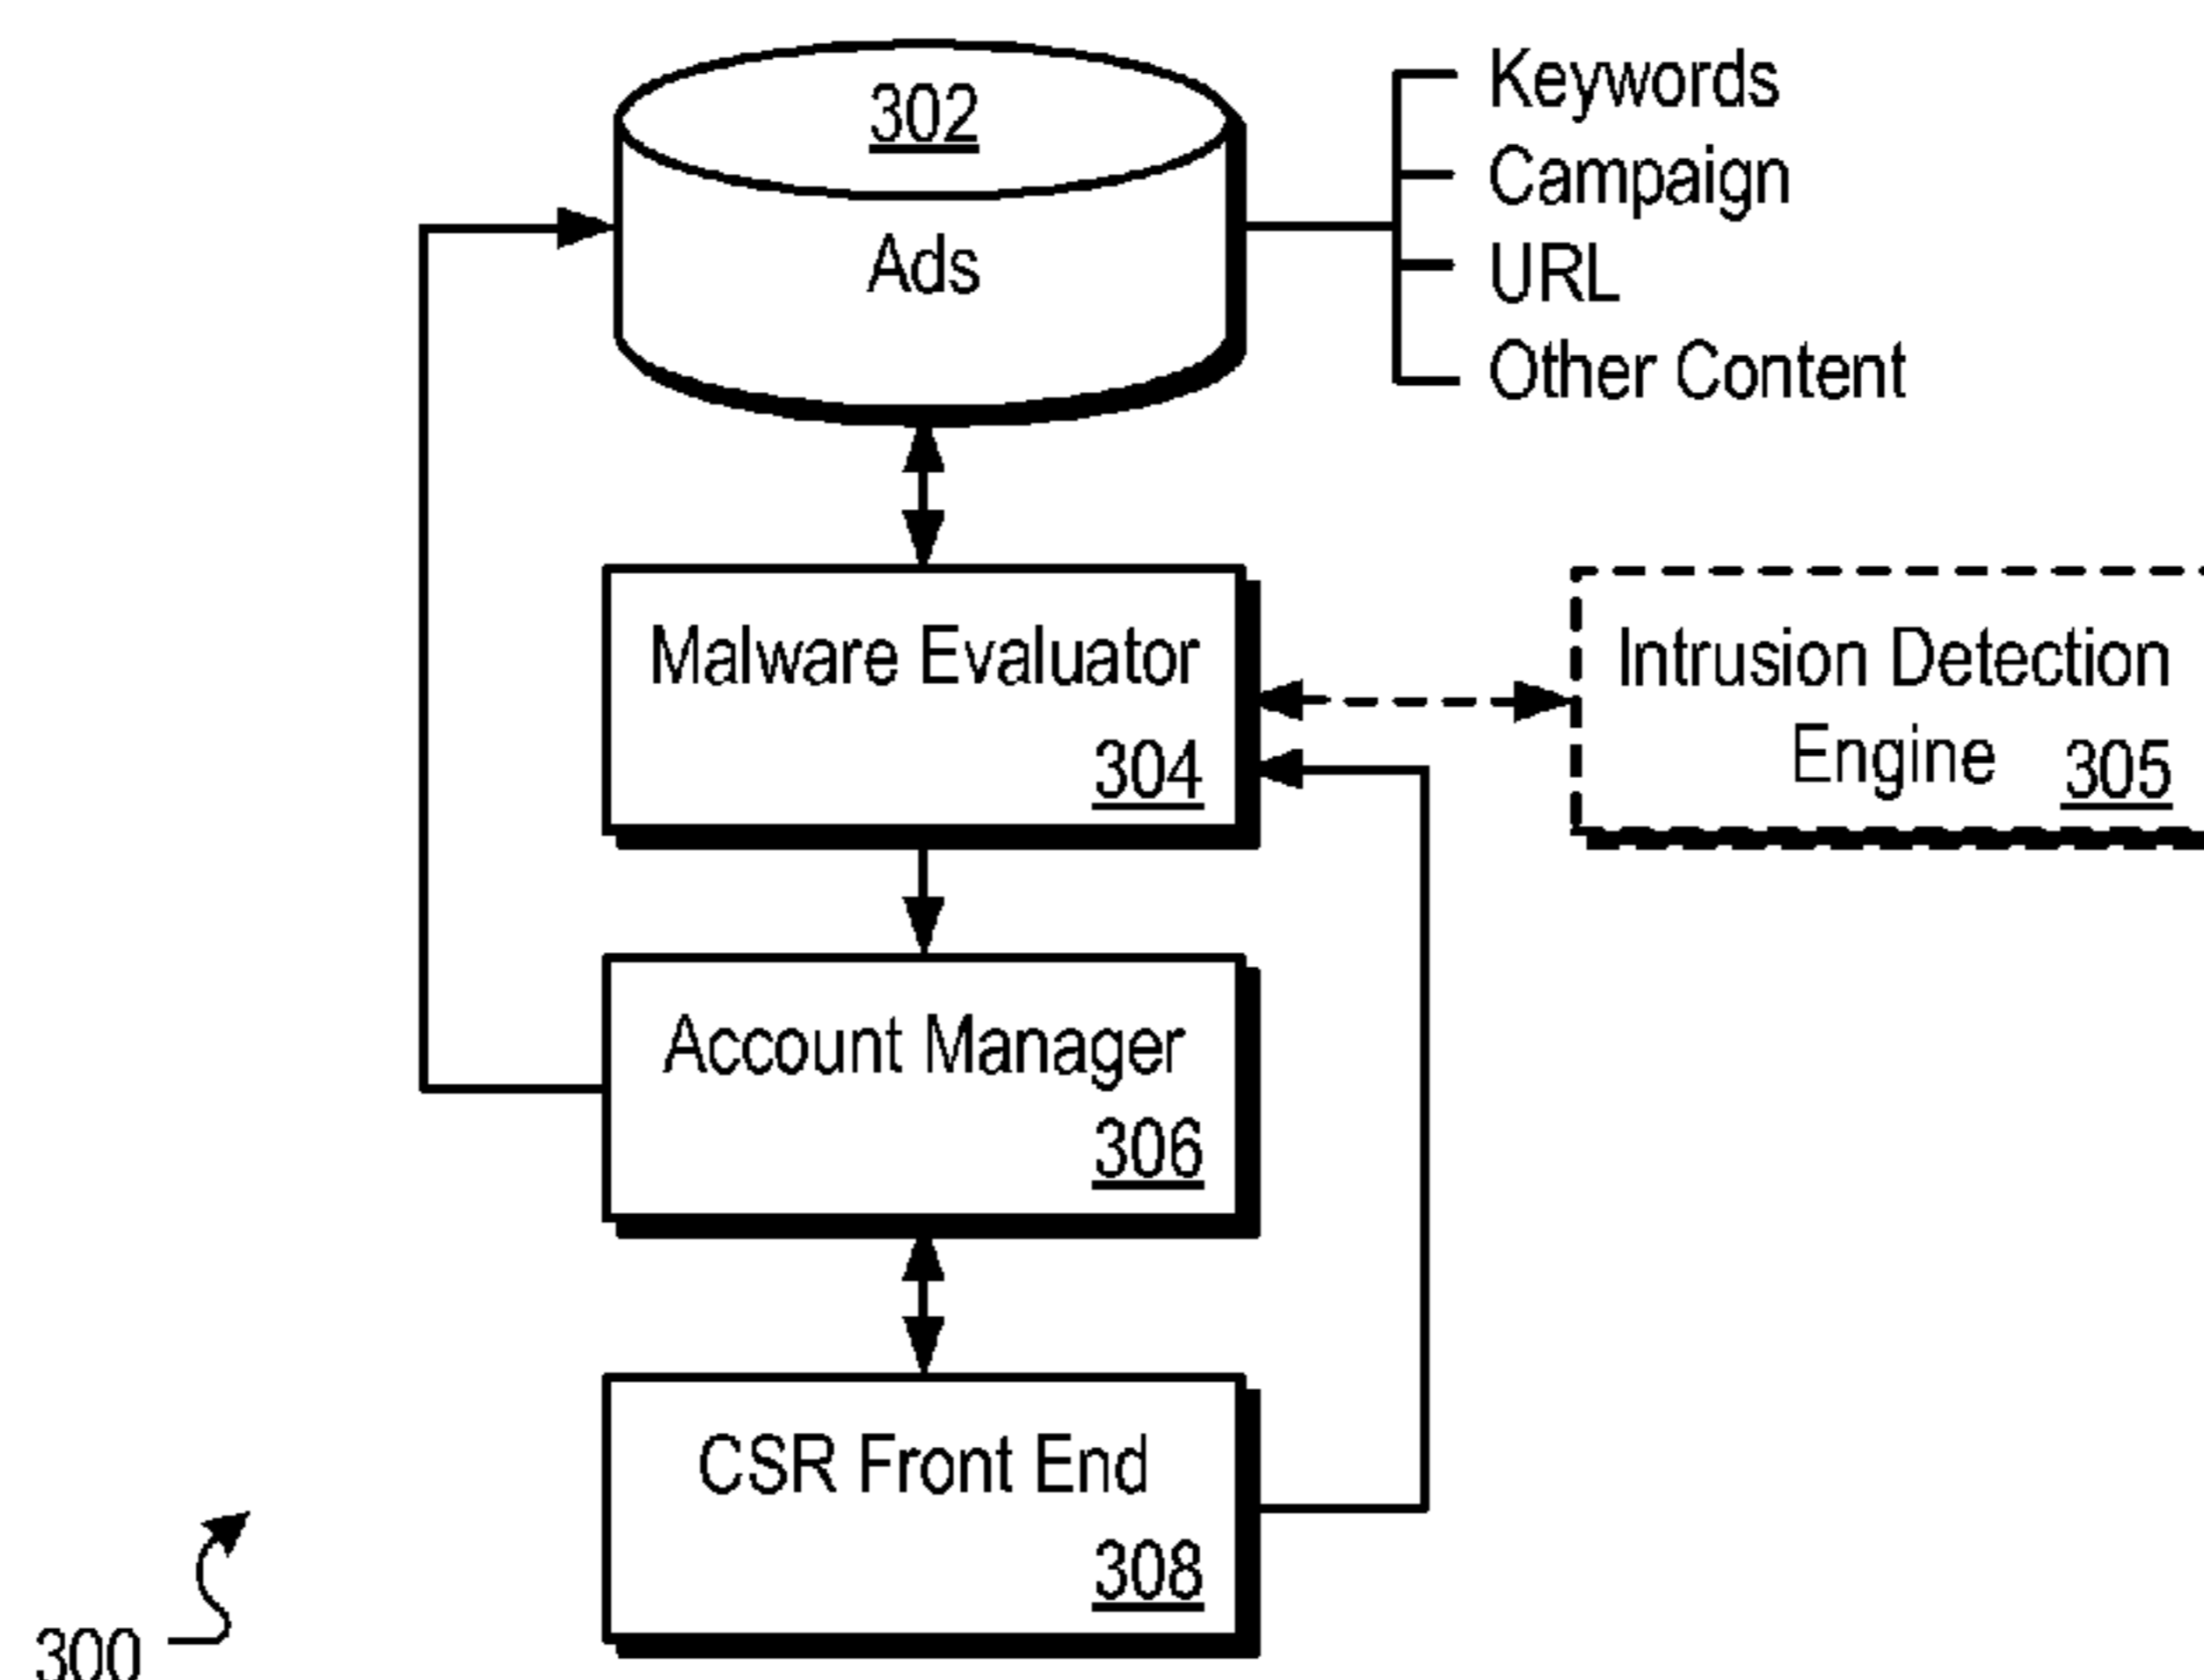 302
Ads
Keywords
Campaign
URL
Other Content
Malware Evaluator
304
Intrusion Detection
Engine 305
Account Manager
306
CSR Front End
308
300